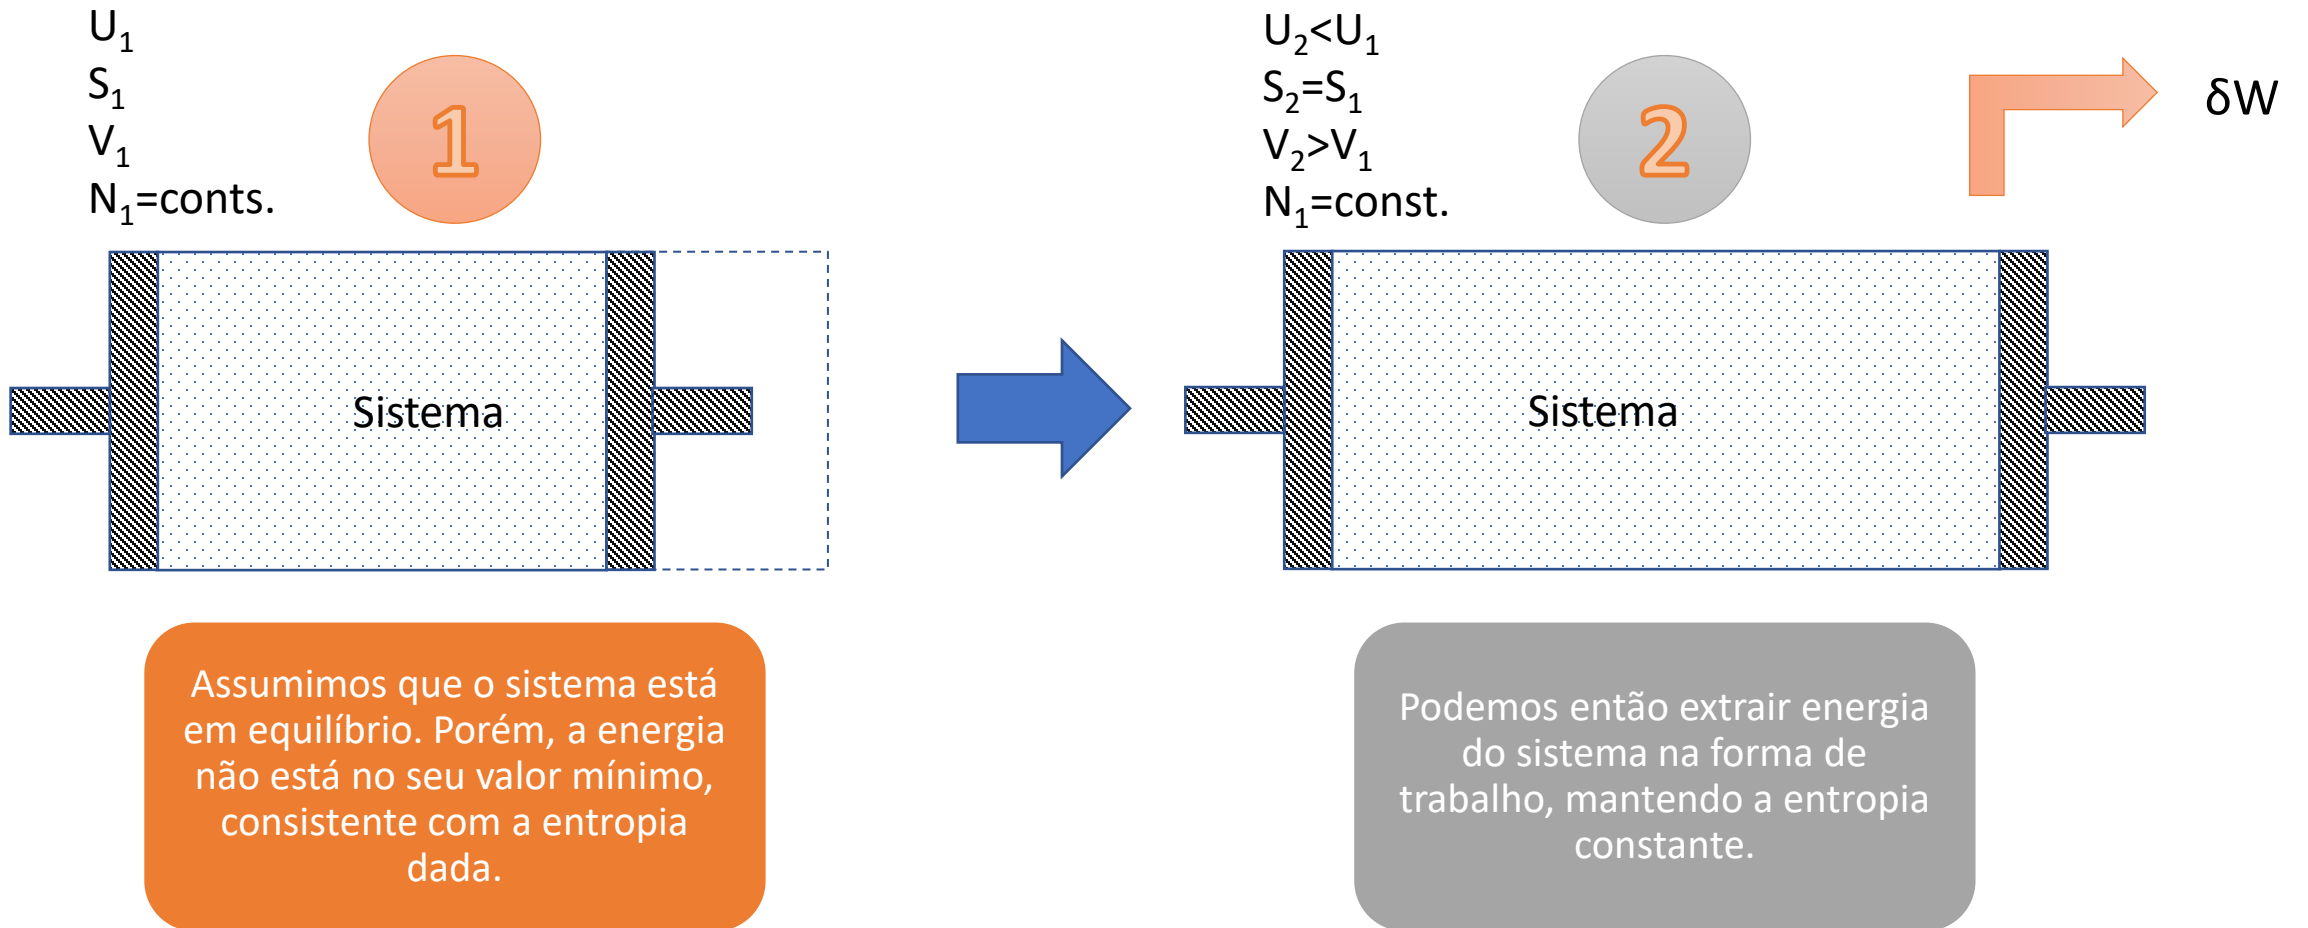 U₁
S₁
V₁
N₁=conts.
1
U₂<U₁
S₂=S₁
V₂>V₁
N₁=const.
2
δW
Sistema
Sistema
Assumimos que o sistema está
em equilíbrio. Porém, a energia
não está no seu valor mínimo,
consistente com a entropia
dada.
Podemos então extrair energia
do sistema na forma de
trabalho, mantendo a entropia
constante.